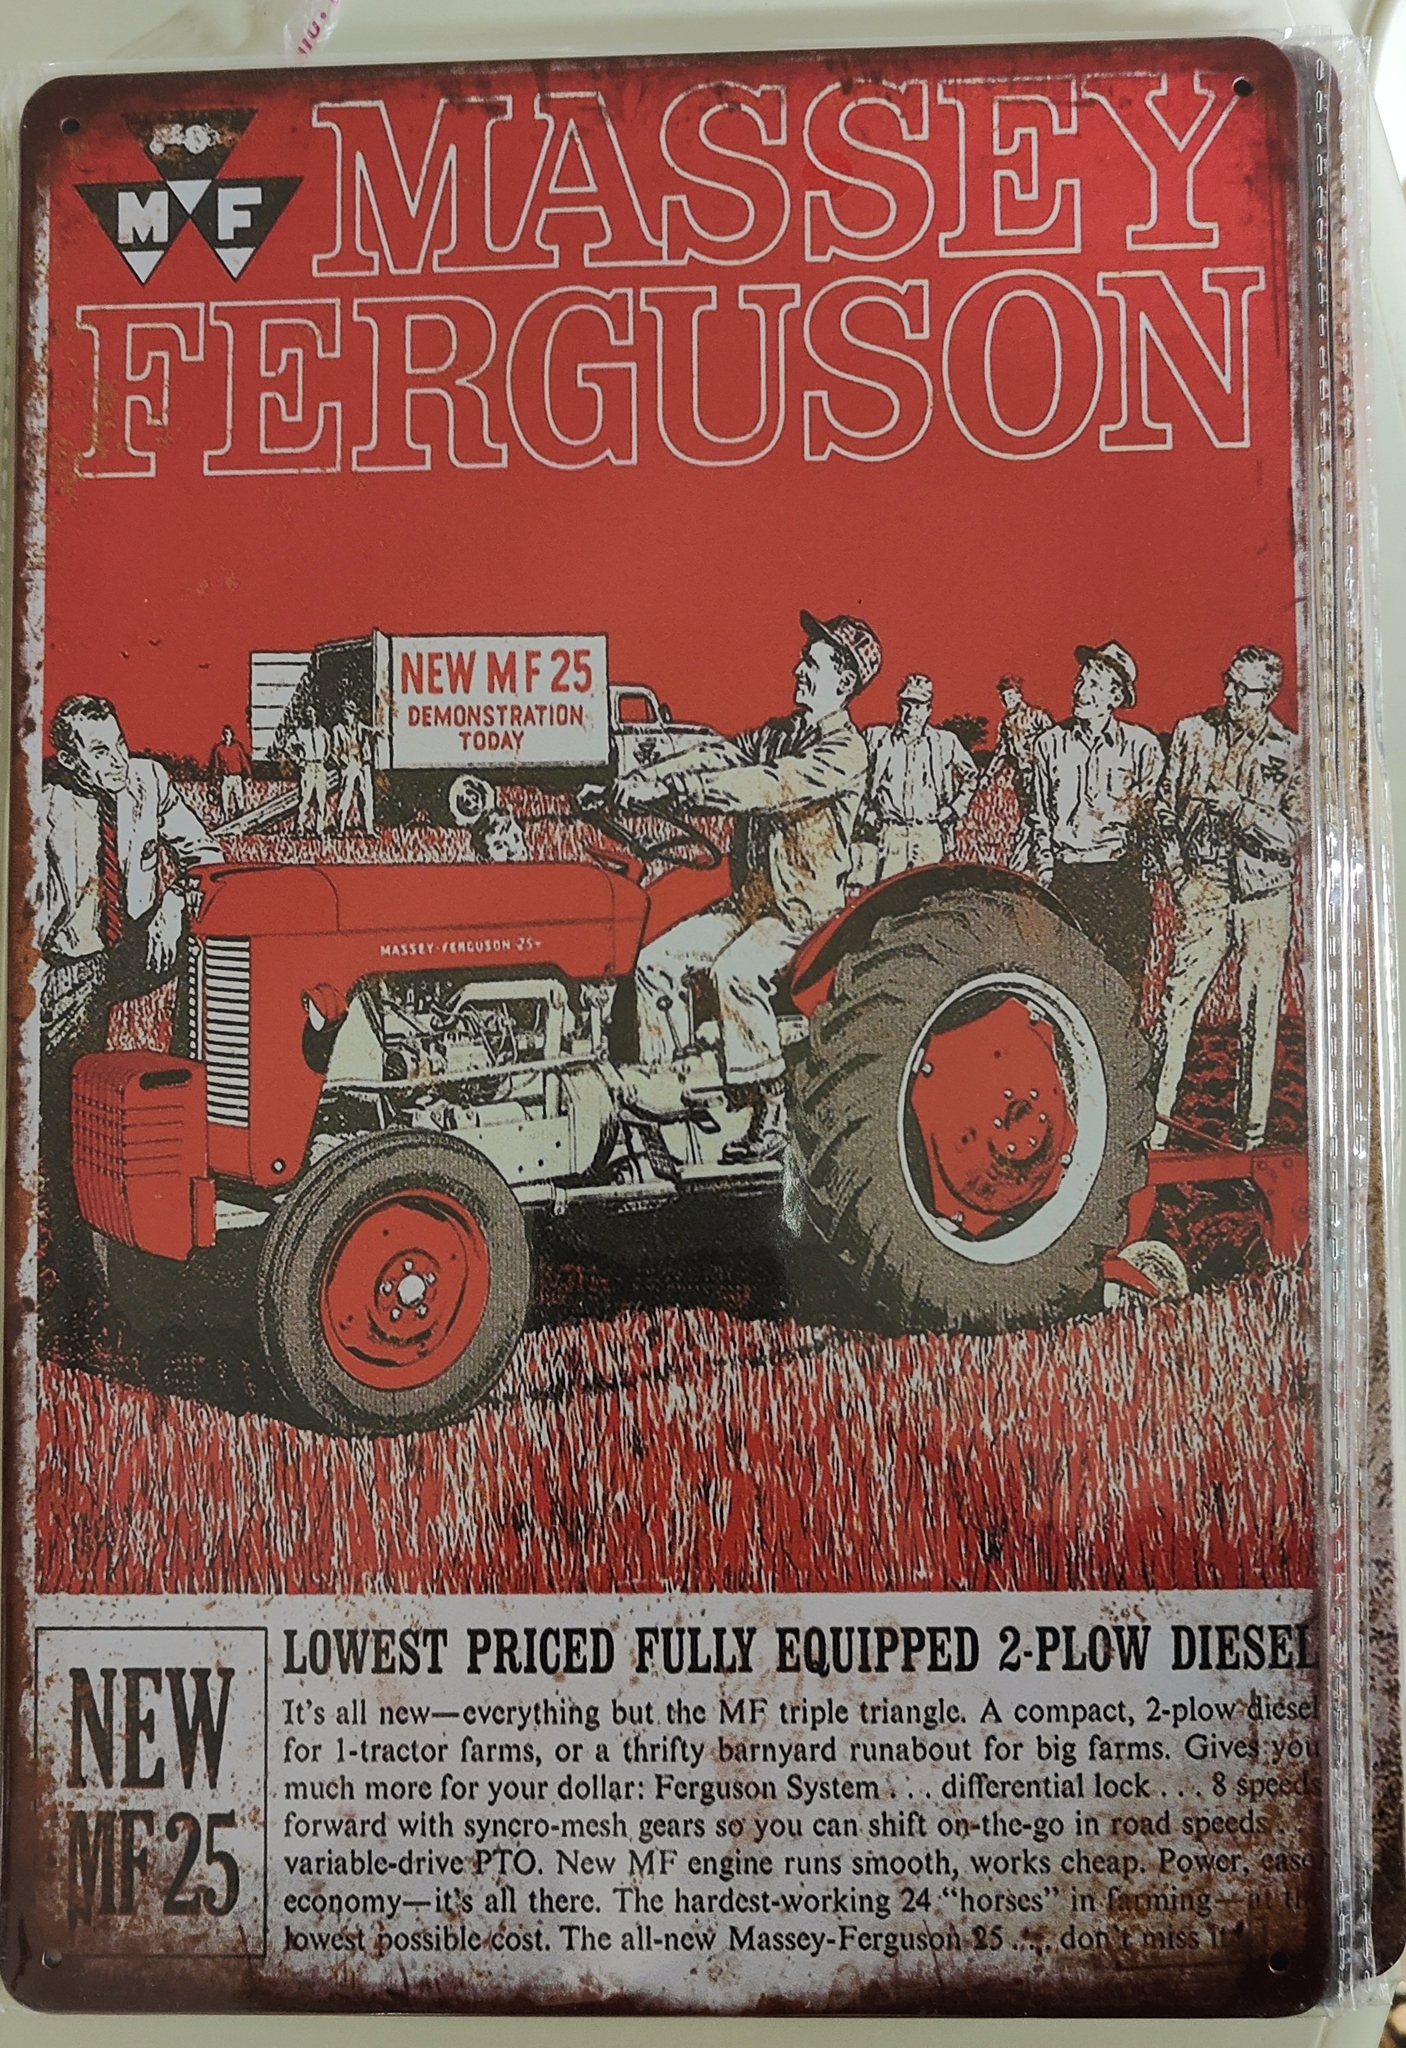 M F
MASSEY
FERGUSON
NEW MF 25
DEMONSTRATION
TODAY
MASSEY-FERGUSON 25
NEW
MF 25
LOWEST PRICED FULLY EQUIPPED 2-PLOW DIESEL
It's all new—everything but the MF triple triangle. A compact, 2-plow diesel
for 1-tractor farms, or a thrifty barnyard runabout for big farms. Gives you
much more for your dollar: Ferguson System . . . differential lock . . . 8 speeds
forward with syncro-mesh gears so you can shift on-the-go in road speeds . .
variable-drive PTO. New MF engine runs smooth, works cheap. Power, ease
economy—it's all there. The hardest-working 24 "horses" in farming—at th
lowest possible cost. The all-new Massey-Ferguson 25 . . . don't miss it